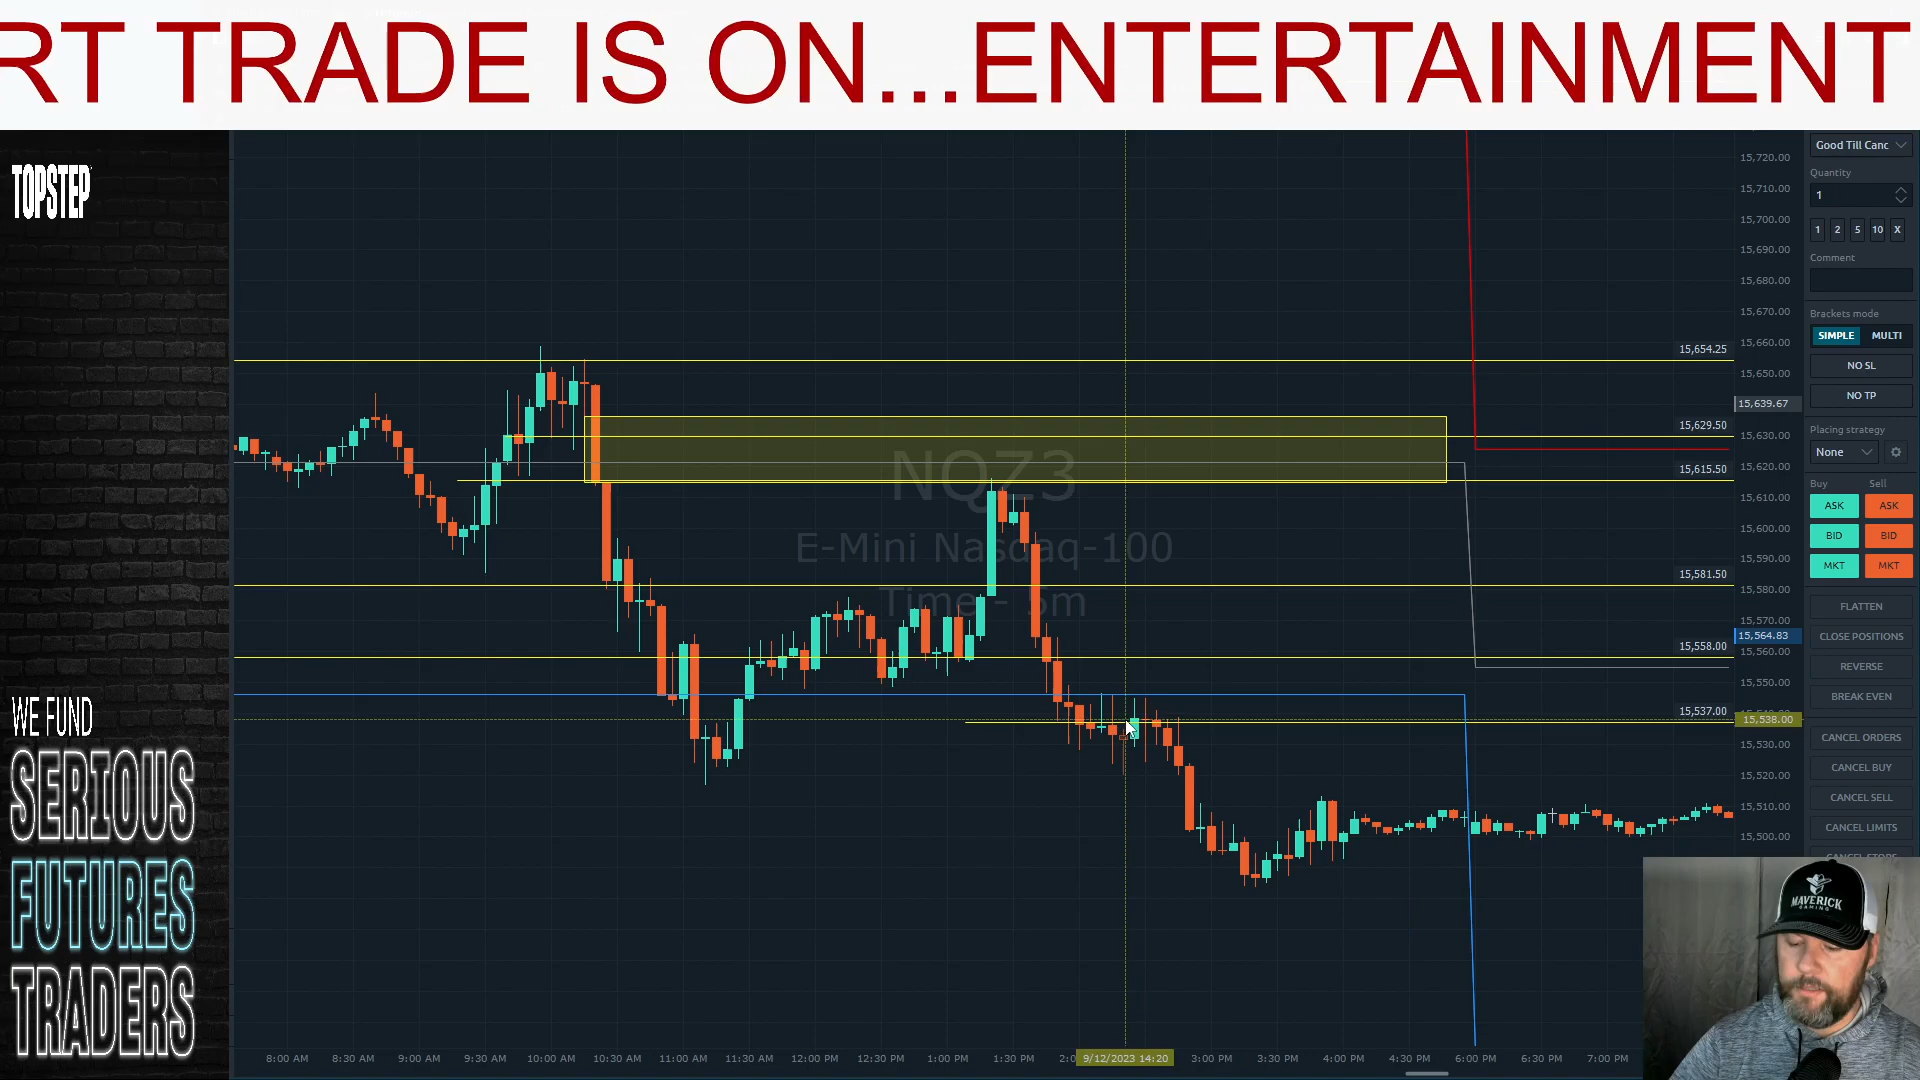 RT TRADE IS ON...ENTERTAINMENT
TOPSTEP
WE FUND
SERIOUS
FUTURES
TRADERS
NQZ3
E-Mini Nasdaq-100
Time - 5m
15,654.25
15,629.50
15,615.50
15,581.50
15,558.00
15,537.00
15,720.00
15,710.00
15,700.00
15,690.00
15,680.00
15,670.00
15,660.00
15,650.00
15,639.67
15,630.00
15,620.00
15,610.00
15,600.00
15,590.00
15,580.00
15,570.00
15,564.83
15,560.00
15,550.00
15,538.00
15,530.00
15,520.00
15,510.00
15,500.00
8:00 AM 8:30 AM 9:00 AM 9:30 AM 10:00 AM 10:30 AM 11:00 AM 11:30 AM 12:00 PM 12:30 PM 1:00 PM 1:30 PM 2:0 9/12/2023 14:20 3:00 PM 3:30 PM 4:00 PM 4:30 PM 6:00 PM 6:30 PM 7:00 PM
Good Till Canc
Quantity
1
1 2 5 10 X
Comment
Brackets mode
SIMPLE MULTI
NO SL
NO TP
Placing strategy
None
Buy Sell
ASK ASK
BID BID
MKT MKT
FLATTEN
CLOSE POSITIONS
REVERSE
BREAK EVEN
CANCEL ORDERS
CANCEL BUY
CANCEL SELL
CANCEL LIMITS
MAVERICK
GAMING